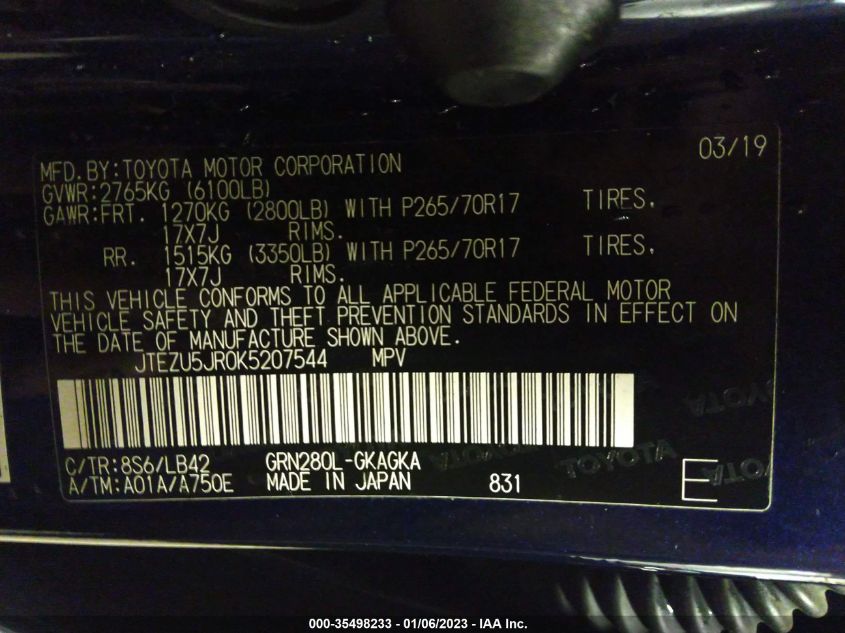 03/19
MFD.BY:TOYOTA MOTOR CORPORATION
GVWR:2765KG (6100LB)
GAWR:FRT. 1270KG (2800LB) WITH P265/70R17 TIRES,
17X7J RIMS.
RR. 1515KG (3350LB) WITH P265/70R17 TIRES,
17X7J RIMS.
THIS VEHICLE CONFORMS TO ALL APPLICABLE FEDERAL MOTOR
VEHICLE SAFETY AND THEFT PREVENTION STANDARDS IN EFFECT ON
THE DATE OF MANUFACTURE SHOWN ABOVE.
JTEZU5JR0K5207544 MPV
TOYOTA
TOYOTA
TOYOTA
C/TR:8S6/LB42 GRN280L-GKAGKA
A/TM:A01A/A750E MADE IN JAPAN 831 E
000-35498233 - 01/06/2023 - IAA Inc.